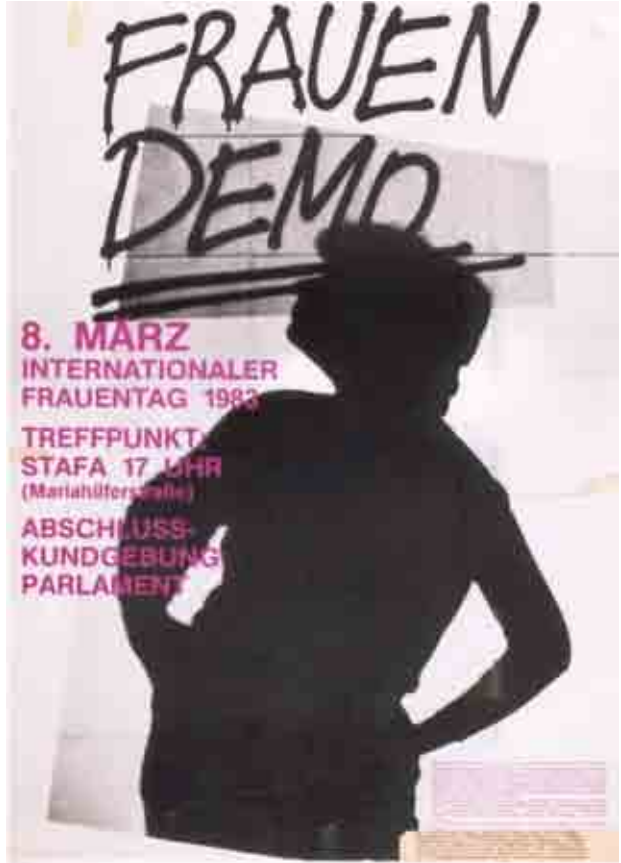 FRAUEN
DEMO
8. MÄRZ
INTERNATIONALER
FRAUENTAG 1983
TREFFPUNKT:
STAFA 17 UHR
(Mariahilferstraße)
ABSCHLUSS-
KUNDGEBUNG
PARLAMENT